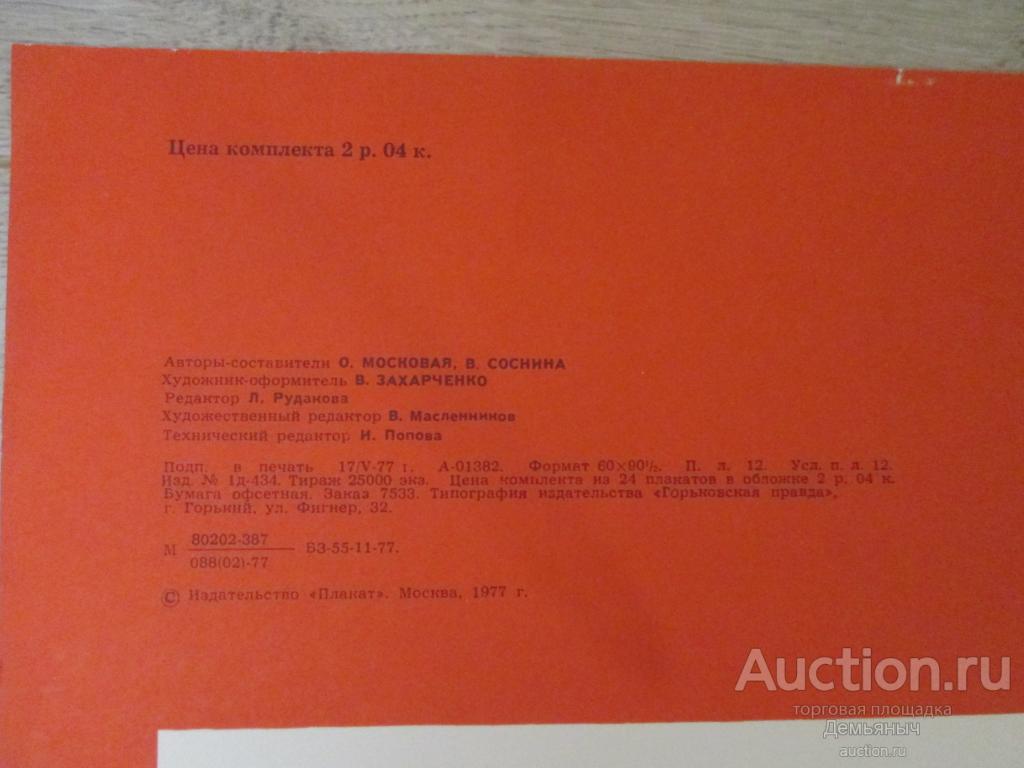 Цена комплекта 2 р. 04 к.
Авторы-составители О. МОСКОВАЯ, В. СОСНИНА
Художник-оформитель В. ЗАХАРЧЕНКО
Редактор Л. Рудакова
Художественный редактор В. Масленников
Технический редактор И. Попова
Подп. в печать 17/V-77 г. А-01382. Формат 60×90½. П. л. 12. Усл. п. л. 12.
Изд. № 1д-434. Тираж 25000 экз. Цена комплекта из 24 плакатов в обложке 2 р. 04 к.
Бумага офсетная. Заказ 7533. Типография издательства «Горьковская правда»,
г. Горький, ул. Фигнер, 32.
80202-387
М ——— БЗ-55-11-77.
088(02)-77
© Издательство «Плакат». Москва, 1977 г.
Auction.ru
торговая площадка
Демьяныч
auction.ru